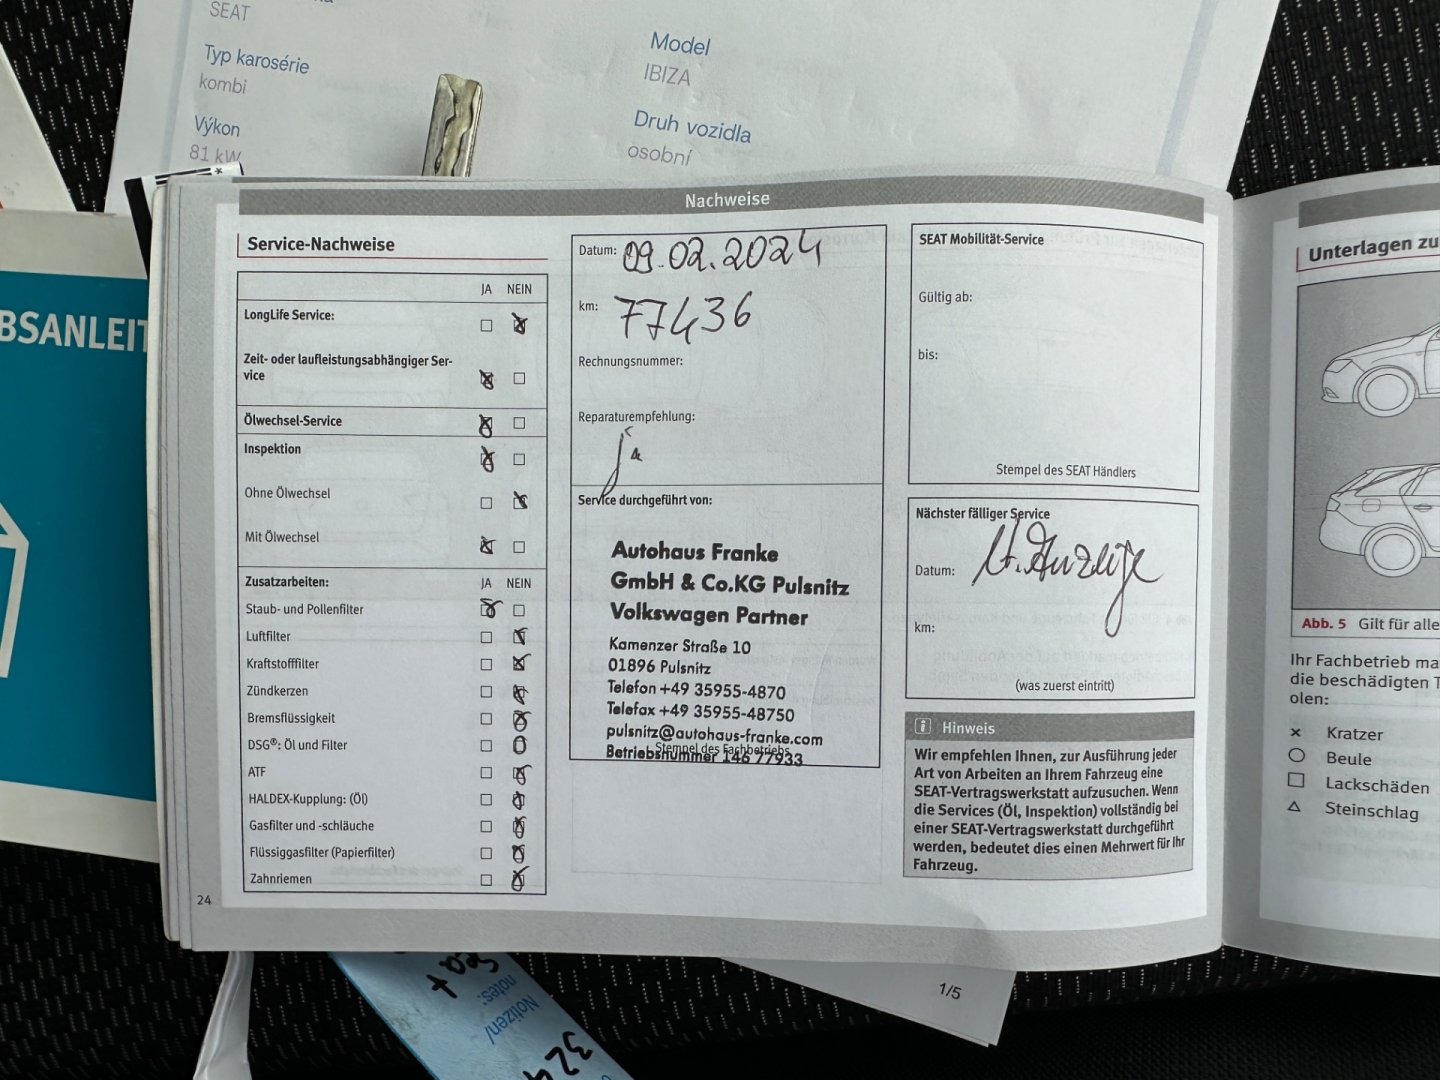 SEAT
Typ karosérie
kombi
Výkon
81 kW
Model
IBIZA
Druh vozidla
osobní
BSANLEIT
Nachweise
Service-Nachweise
JA NEIN
LongLife Service:
Zeit- oder laufleistungsabhängiger Ser-
vice
Ölwechsel-Service
Inspektion
Ohne Ölwechsel
Mit Ölwechsel
Zusatzarbeiten: JA NEIN
Staub- und Pollenfilter
Luftfilter
Kraftstofffilter
Zündkerzen
Bremsflüssigkeit
DSG®: Öl und Filter
ATF
HALDEX-Kupplung: (Öl)
Gasfilter und -schläuche
Flüssiggasfilter (Papierfilter)
Zahnriemen
24
Datum: 09.02.2024
km: 77436
Rechnungsnummer:
Reparaturempfehlung:
ja
Service durchgeführt von:
Autohaus Franke
GmbH & Co.KG Pulsnitz
Volkswagen Partner
Kamenzer Straße 10
01896 Pulsnitz
Telefon +49 35955-4870
Telefax +49 35955-48750
pulsnitz@autohaus-franke.com
Stempel des Fachbetriebs
Betriebsnummer 146 77933
SEAT Mobilität-Service
Gültig ab:
bis:
Stempel des SEAT Händlers
Nächster fälliger Service
Datum: lt. Anzeige
km:
(was zuerst eintritt)
Hinweis
Wir empfehlen Ihnen, zur Ausführung jeder
Art von Arbeiten an Ihrem Fahrzeug eine
SEAT-Vertragswerkstatt aufzusuchen. Wenn
die Services (Öl, Inspektion) vollständig bei
einer SEAT-Vertragswerkstatt durchgeführt
werden, bedeutet dies einen Mehrwert für Ihr
Fahrzeug.
Unterlagen zu
Abb. 5 Gilt für alle
Ihr Fachbetrieb ma
die beschädigten T
olen:
Kratzer
Beule
Lackschäden
Steinschlag
Seat
Notizen/
notes:
324
1/5